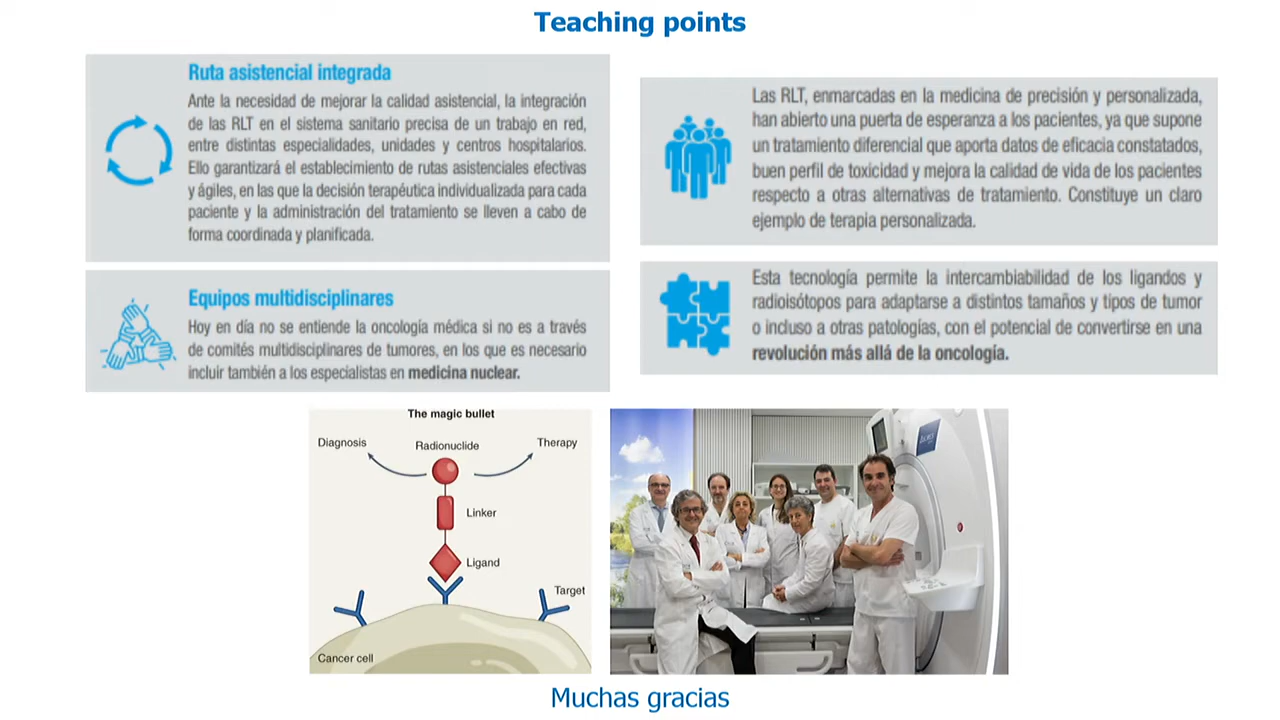 Teaching points
Ruta asistencial integrada
Ante la necesidad de mejorar la calidad asistencial, la integración
de las RLT en el sistema sanitario precisa de un trabajo en red,
entre distintas especialidades, unidades y centros hospitalarios.
Ello garantizará el establecimiento de rutas asistenciales efectivas
y ágiles, en las que la decisión terapéutica individualizada para cada
paciente y la administración del tratamiento se lleven a cabo de
forma coordinada y planificada.
Equipos multidisciplinares
Hoy en día no se entiende la oncología médica si no es a través
de comités multidisciplinares de tumores, en los que es necesario
incluir también a los especialistas en medicina nuclear.
Las RLT, enmarcadas en la medicina de precisión y personalizada,
han abierto una puerta de esperanza a los pacientes, ya que supone
un tratamiento diferencial que aporta datos de eficacia constatados,
buen perfil de toxicidad y mejora la calidad de vida de los pacientes
respecto a otras alternativas de tratamiento. Constituye un claro
ejemplo de terapia personalizada.
Esta tecnología permite la intercambiabilidad de los ligandos y
radioisótopos para adaptarse a distintos tamaños y tipos de tumor
o incluso a otras patologías, con el potencial de convertirse en una
revolución más allá de la oncología.
The magic bullet
Diagnosis
Radionuclide
Therapy
Linker
Ligand
Target
Cancer cell
Muchas gracias